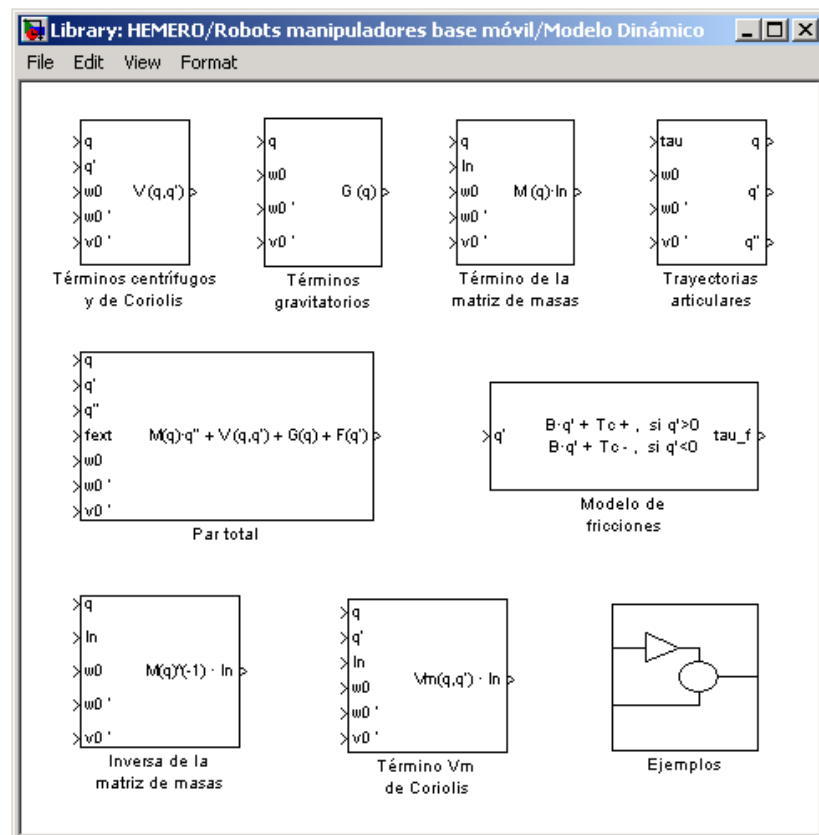 Library: HEMERO/Robots manipuladores base móvil/Modelo Dinámico
File Edit View Format
q
q'
w0
w0 '
v0 '
V(q,q')
Términos centrífugos
y de Coriolis
q
w0
w0 '
v0 '
G (q)
Términos
gravitatorios
q
In
w0
w0 '
v0 '
M (q)·In
Término de la
matriz de masas
tau
w0
w0 '
v0 '
q
q'
q''
Trayectorias
articulares
q
q'
q''
fext
w0
w0 '
v0 '
M(q)·q'' + V(q,q') + G(q) + F(q')
Par total
q'
B·q' + Tc+ , si q'>0
B·q' + Tc- , si q'<0
tau_f
Modelo de
fricciones
q
In
w0
w0 '
v0 '
M(q)^(-1) · In
Inversa de la
matriz de masas
q
q'
In
w0
w0 '
v0 '
Vm(q,q') · In
Término Vm
de Coriolis
Ejemplos